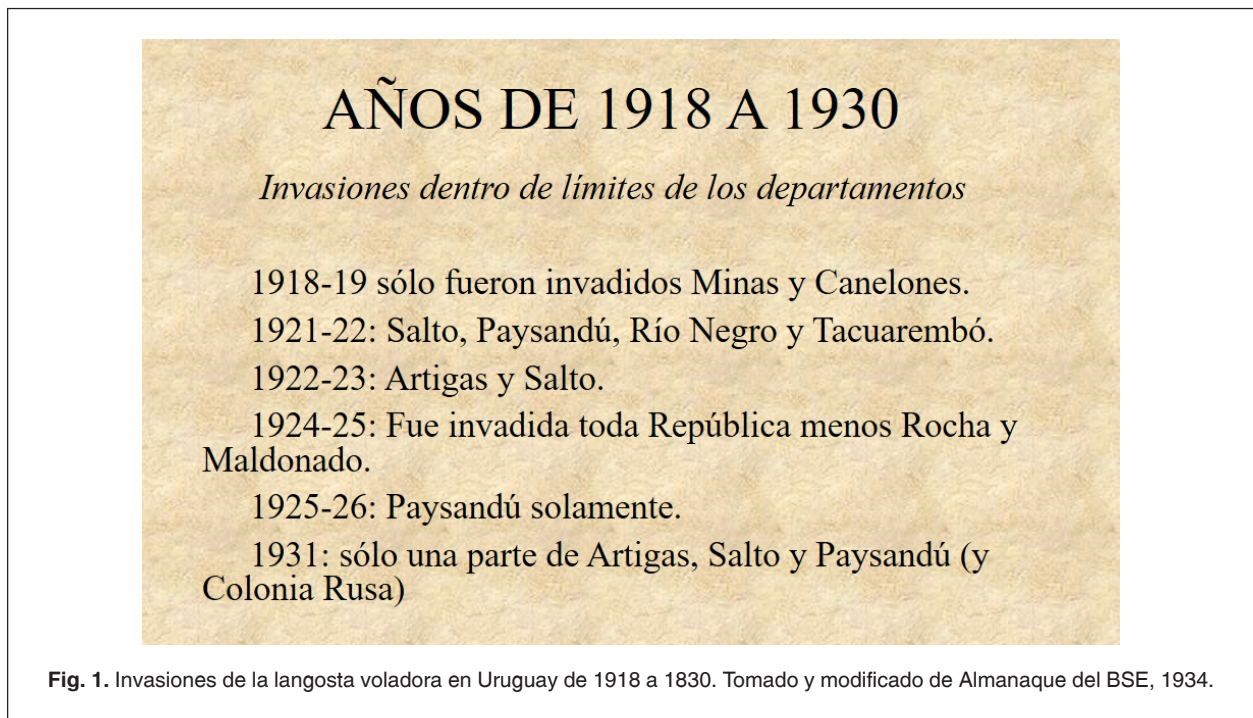 AÑOS DE 1918 A 1930
Invasiones dentro de límites de los departamentos
1918-19 sólo fueron invadidos Minas y Canelones.
1921-22: Salto, Paysandú, Río Negro y Tacuarembó.
1922-23: Artigas y Salto.
1924-25: Fue invadida toda República menos Rocha y
Maldonado.
1925-26: Paysandú solamente.
1931: sólo una parte de Artigas, Salto y Paysandú (y
Colonia Rusa)
Fig. 1. Invasiones de la langosta voladora en Uruguay de 1918 a 1830. Tomado y modificado de Almanaque del BSE, 1934.